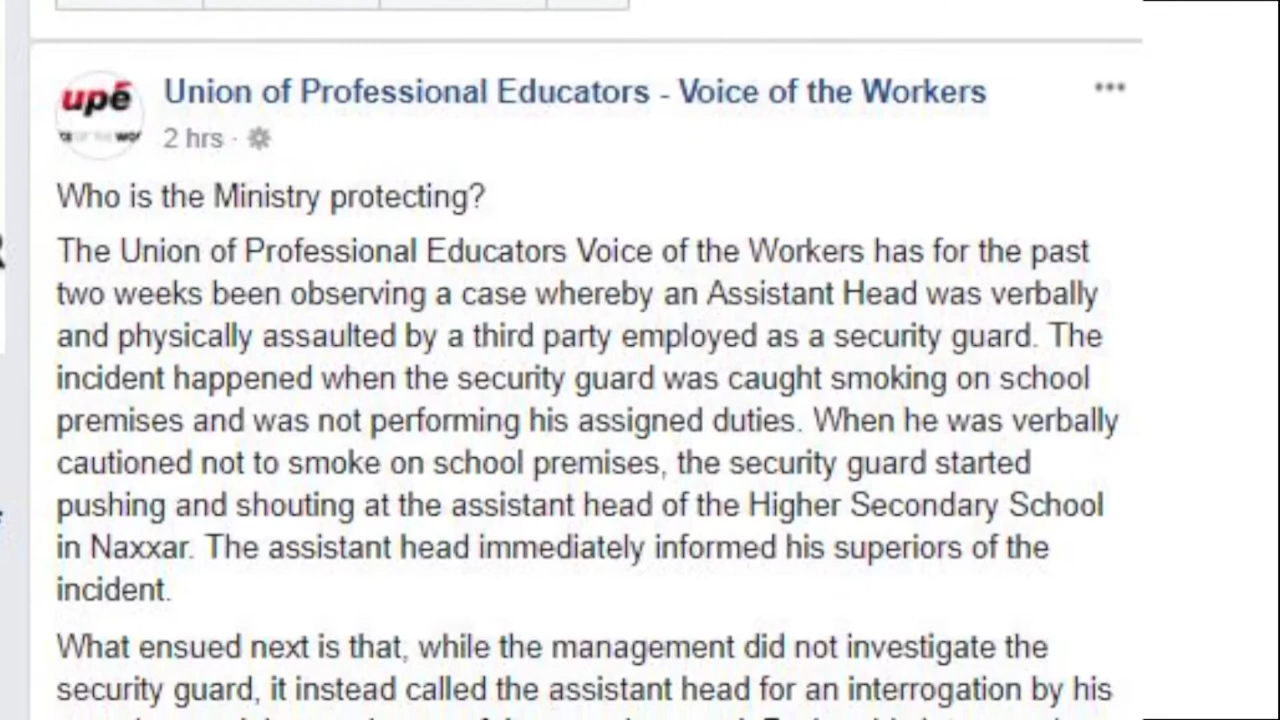 upe
Union of Professional Educators - Voice of the Workers
2 hrs ·
Who is the Ministry protecting?
The Union of Professional Educators Voice of the Workers has for the past
two weeks been observing a case whereby an Assistant Head was verbally
and physically assaulted by a third party employed as a security guard. The
incident happened when the security guard was caught smoking on school
premises and was not performing his assigned duties. When he was verbally
cautioned not to smoke on school premises, the security guard started
pushing and shouting at the assistant head of the Higher Secondary School
in Naxxar. The assistant head immediately informed his superiors of the
incident.
What ensued next is that, while the management did not investigate the
security guard, it instead called the assistant head for an interrogation by his